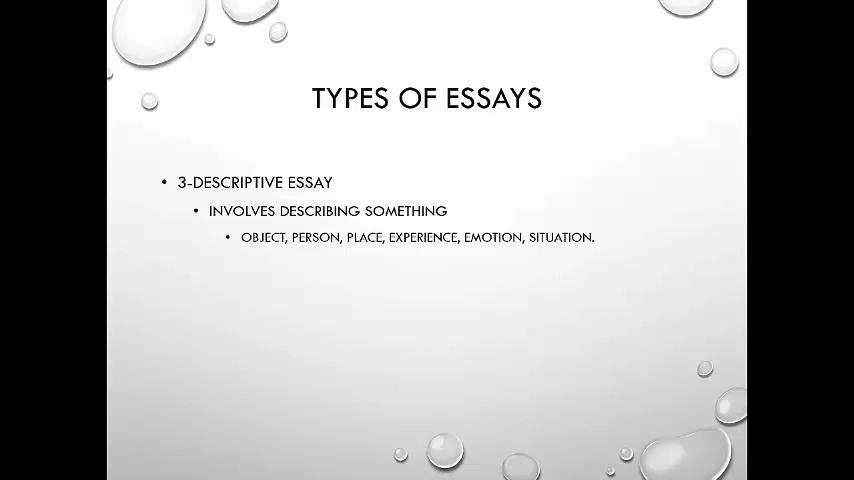 TYPES OF ESSAYS
• 3-DESCRIPTIVE ESSAY
• INVOLVES DESCRIBING SOMETHING
• OBJECT, PERSON, PLACE, EXPERIENCE, EMOTION, SITUATION.